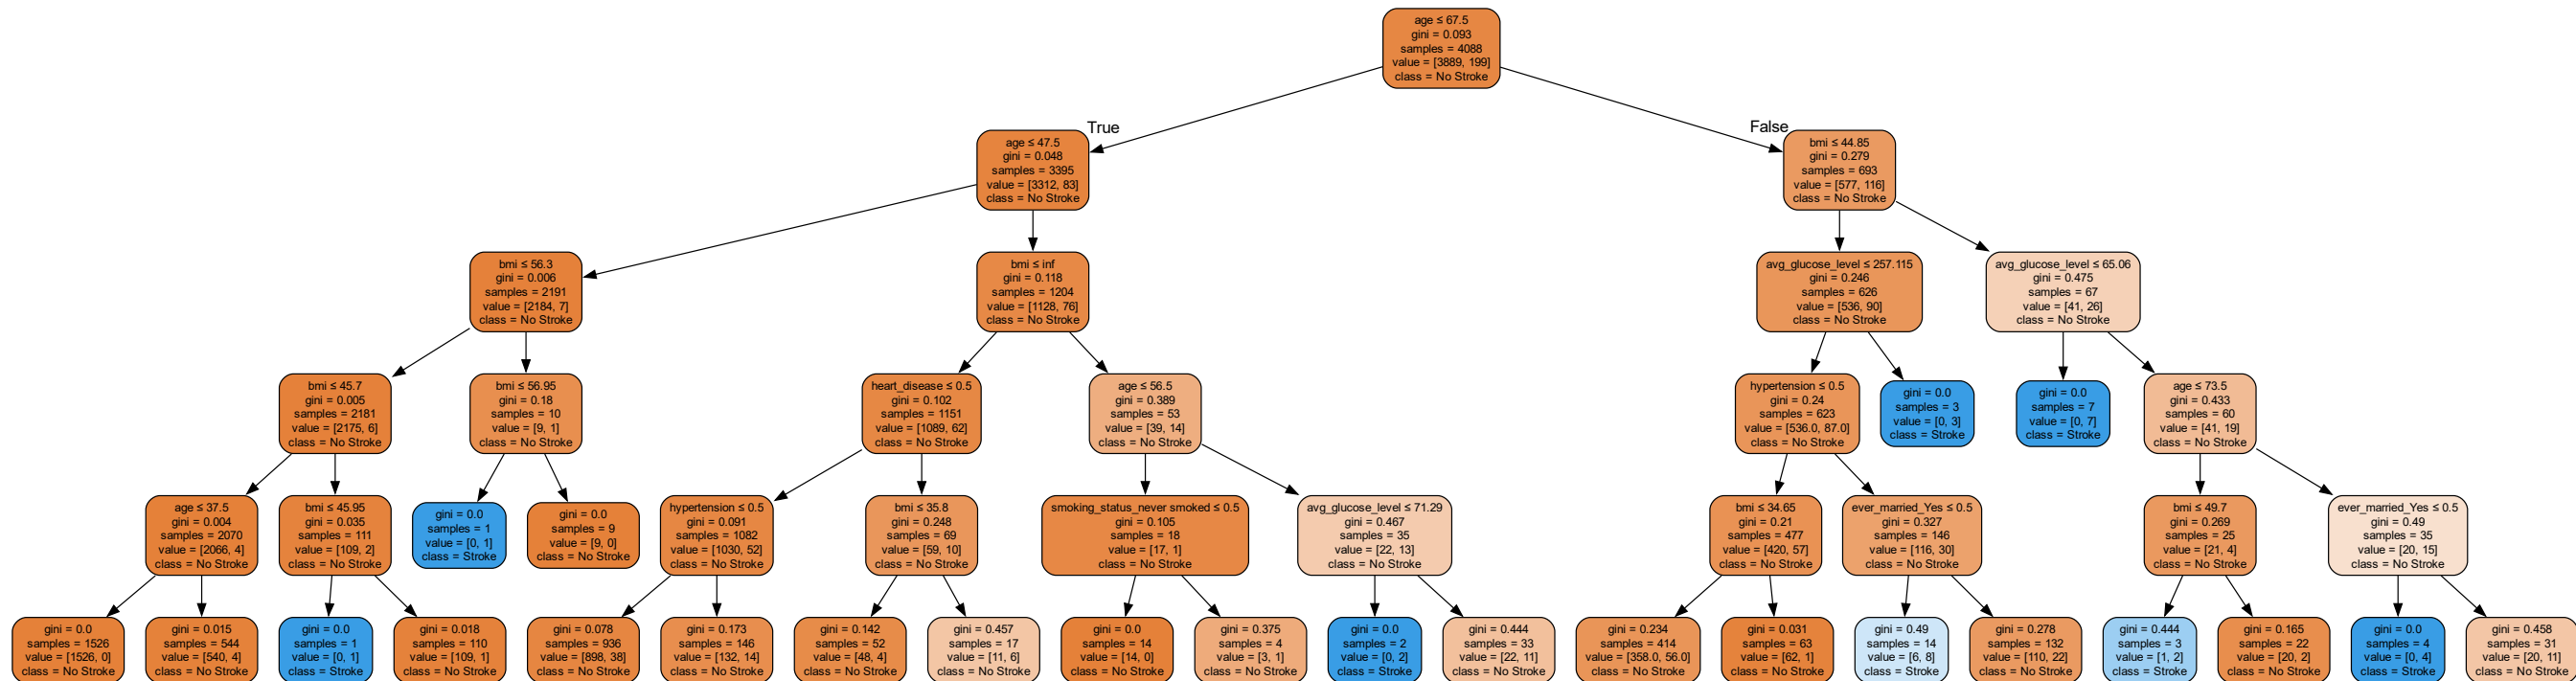 age ≤ 67.5
gini = 0.093
samples = 4088
value = [3889, 199]
class = No Stroke
True
False
age ≤ 47.5
gini = 0.048
samples = 3395
value = [3312, 83]
class = No Stroke
bmi ≤ 44.85
gini = 0.279
samples = 693
value = [577, 116]
class = No Stroke
bmi ≤ 56.3
gini = 0.006
samples = 2191
value = [2184, 7]
class = No Stroke
bmi ≤ inf
gini = 0.118
samples = 1204
value = [1128, 76]
class = No Stroke
avg_glucose_level ≤ 257.115
gini = 0.246
samples = 626
value = [536, 90]
class = No Stroke
avg_glucose_level ≤ 65.06
gini = 0.475
samples = 67
value = [41, 26]
class = No Stroke
bmi ≤ 45.7
gini = 0.005
samples = 2181
value = [2175, 6]
class = No Stroke
bmi ≤ 56.95
gini = 0.18
samples = 10
value = [9, 1]
class = No Stroke
heart_disease ≤ 0.5
gini = 0.102
samples = 1151
value = [1089, 62]
class = No Stroke
age ≤ 56.5
gini = 0.389
samples = 53
value = [39, 14]
class = No Stroke
hypertension ≤ 0.5
gini = 0.24
samples = 623
value = [536.0, 87.0]
class = No Stroke
gini = 0.0
samples = 3
value = [0, 3]
class = Stroke
gini = 0.0
samples = 7
value = [0, 7]
class = Stroke
age ≤ 73.5
gini = 0.433
samples = 60
value = [41, 19]
class = No Stroke
age ≤ 37.5
gini = 0.004
samples = 2070
value = [2066, 4]
class = No Stroke
bmi ≤ 45.95
gini = 0.035
samples = 111
value = [109, 2]
class = No Stroke
gini = 0.0
samples = 1
value = [0, 1]
class = Stroke
gini = 0.0
samples = 9
value = [9, 0]
class = No Stroke
hypertension ≤ 0.5
gini = 0.091
samples = 1082
value = [1030, 52]
class = No Stroke
bmi ≤ 35.8
gini = 0.248
samples = 69
value = [59, 10]
class = No Stroke
smoking_status_never smoked ≤ 0.5
gini = 0.105
samples = 18
value = [17, 1]
class = No Stroke
avg_glucose_level ≤ 71.29
gini = 0.467
samples = 35
value = [22, 13]
class = No Stroke
bmi ≤ 34.65
gini = 0.21
samples = 477
value = [420, 57]
class = No Stroke
ever_married_Yes ≤ 0.5
gini = 0.327
samples = 146
value = [116, 30]
class = No Stroke
bmi ≤ 49.7
gini = 0.269
samples = 25
value = [21, 4]
class = No Stroke
ever_married_Yes ≤ 0.5
gini = 0.49
samples = 35
value = [20, 15]
class = No Stroke
gini = 0.0
samples = 1526
value = [1526, 0]
class = No Stroke
gini = 0.015
samples = 544
value = [540, 4]
class = No Stroke
gini = 0.0
samples = 1
value = [0, 1]
class = Stroke
gini = 0.018
samples = 110
value = [109, 1]
class = No Stroke
gini = 0.078
samples = 936
value = [898, 38]
class = No Stroke
gini = 0.173
samples = 146
value = [132, 14]
class = No Stroke
gini = 0.142
samples = 52
value = [48, 4]
class = No Stroke
gini = 0.457
samples = 17
value = [11, 6]
class = No Stroke
gini = 0.0
samples = 14
value = [14, 0]
class = No Stroke
gini = 0.375
samples = 4
value = [3, 1]
class = No Stroke
gini = 0.0
samples = 2
value = [0, 2]
class = Stroke
gini = 0.444
samples = 33
value = [22, 11]
class = No Stroke
gini = 0.234
samples = 414
value = [358.0, 56.0]
class = No Stroke
gini = 0.031
samples = 63
value = [62, 1]
class = No Stroke
gini = 0.49
samples = 14
value = [6, 8]
class = Stroke
gini = 0.278
samples = 132
value = [110, 22]
class = No Stroke
gini = 0.444
samples = 3
value = [1, 2]
class = Stroke
gini = 0.165
samples = 22
value = [20, 2]
class = No Stroke
gini = 0.0
samples = 4
value = [0, 4]
class = Stroke
gini = 0.458
samples = 31
value = [20, 11]
class = No Stroke